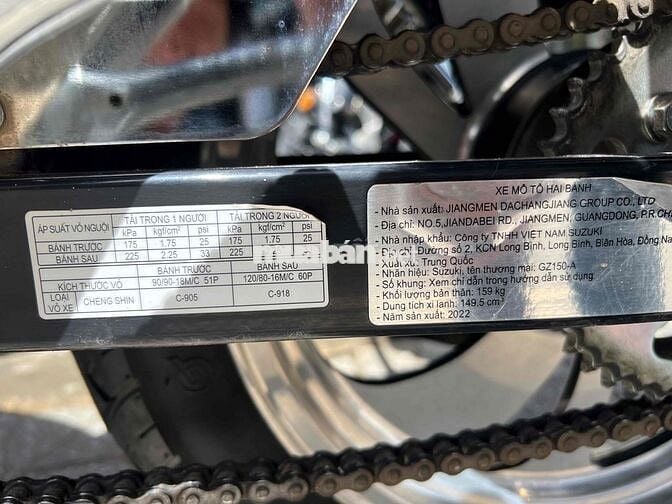 ÁP SUẤT VỎ NGUỘI TẢI TRỌNG 1 NGƯỜI TẢI TRỌNG 2 NGƯỜI
kPa kgf/cm² psi kPa kgf/cm² psi
BÁNH TRƯỚC 175 1.75 25 175 1.75 25
BÁNH SAU 225 2.25 33 225
BÁNH TRƯỚC BÁNH SAU
KÍCH THƯỚC VỎ 90/90-18M/C 51P 120/80-16M/C 60P
LOẠI VỎ XE CHENG SHIN C-905 C-918
XE MÔ TÔ HAI BÁNH
- Nhà sản xuất: JIANGMEN DACHANGJIANG GROUP CO., LTD
- Địa chỉ: NO.5,JIANDABEI RD., JIANGMEN, GUANGDONG, P.R.
- Nhà nhập khẩu: Công ty TNHH VIỆT NAM SUZUKI
Đường số 2, KCN Long Bình, Long Bình, Biên Hòa, Đồng
- Xuất xứ: Trung Quốc
- Nhãn hiệu: Suzuki, tên thương mại: GZ150-A
- Số khung: Xem chỉ dẫn trong hướng dẫn sử dụng
- Khối lượng bản thân: 159 kg
- Dung tích xi lanh: 149.5 cm³
- Năm sản xuất: 2022